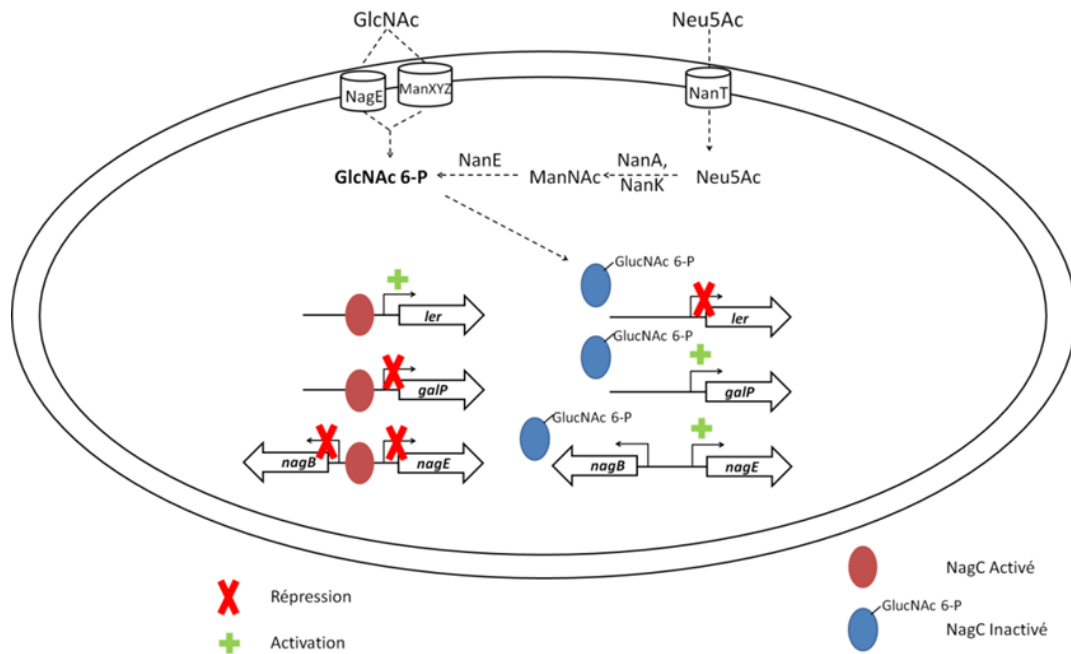 GlcNAc
Neu5Ac
NagE
ManXYZ
NanT
GlcNAc 6-P
NanE
ManNAc
NanA,
NanK
Neu5Ac
GlucNAc 6-P
ler
ler
GlucNAc 6-P
galP
galP
GlucNAc 6-P
nagB
nagE
nagB
nagE
Répression
Activation
NagC Activé
GlucNAc 6-P
NagC Inactivé